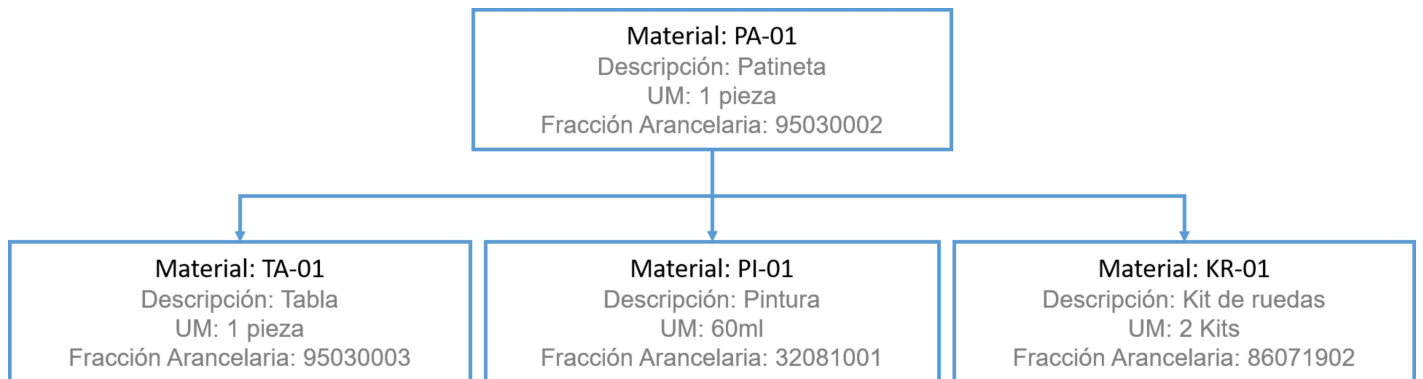 Material: PA-01
Descripción: Patineta
UM: 1 pieza
Fracción Arancelaria: 95030002
Material: TA-01
Descripción: Tabla
UM: 1 pieza
Fracción Arancelaria: 95030003
Material: PI-01
Descripción: Pintura
UM: 60ml
Fracción Arancelaria: 32081001
Material: KR-01
Descripción: Kit de ruedas
UM: 2 Kits
Fracción Arancelaria: 86071902